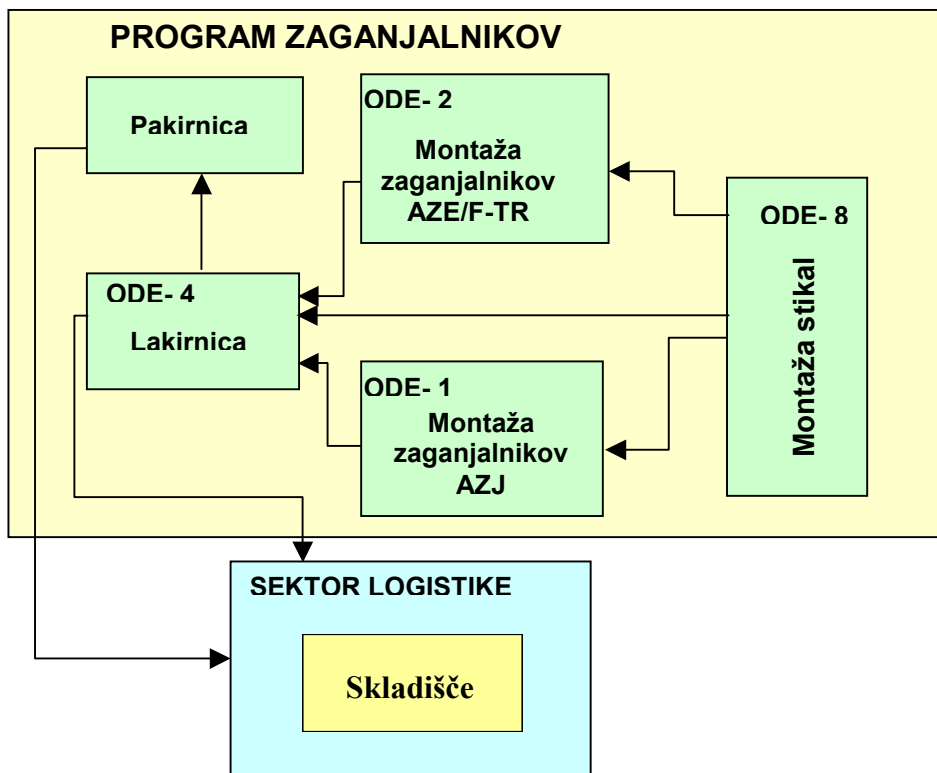 PROGRAM ZAGANJALNIKOV
Pakirnica
ODE- 2
Montaža
zaganjalnikov
AZE/F-TR
ODE- 8
Montaža stikal
ODE- 4
Lakirnica
ODE- 1
Montaža
zaganjalnikov
AZJ
SEKTOR LOGISTIKE
Skladišče